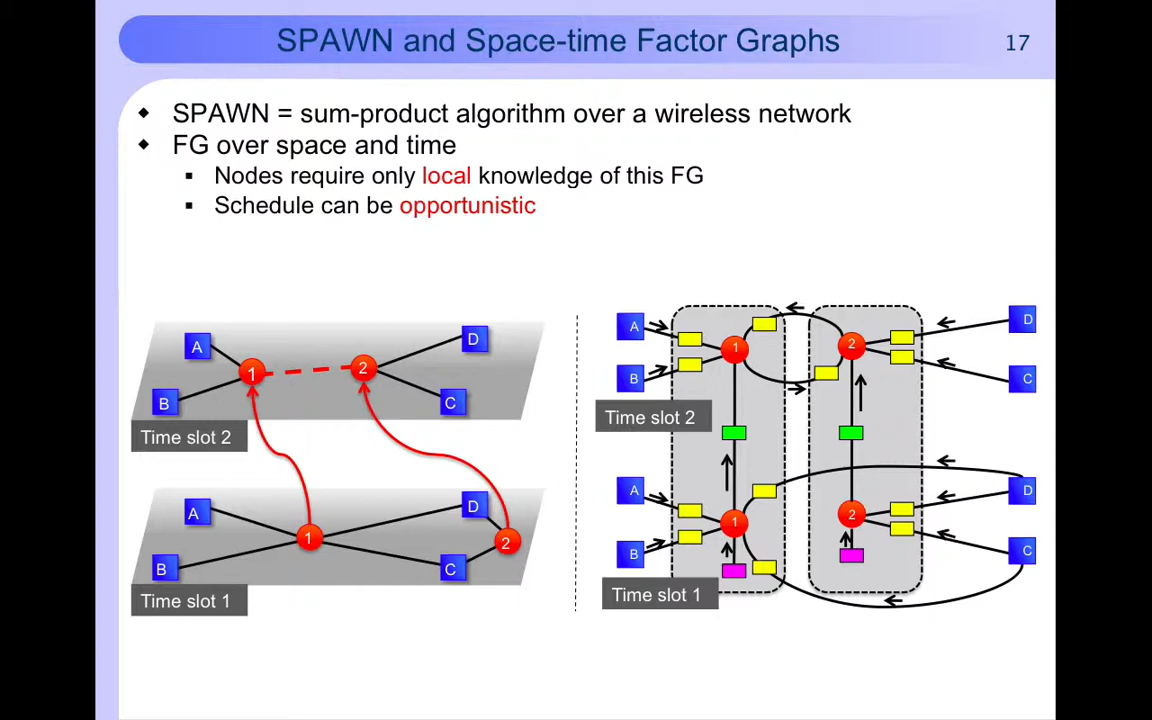 SPAWN and Space-time Factor Graphs
17
SPAWN = sum-product algorithm over a wireless network
FG over space and time
Nodes require only local knowledge of this FG
Schedule can be opportunistic
A
D
1
2
B
C
Time slot 2
A
D
1
2
B
C
Time slot 1
A
1
2
D
B
C
Time slot 2
A
D
1
2
B
C
Time slot 1